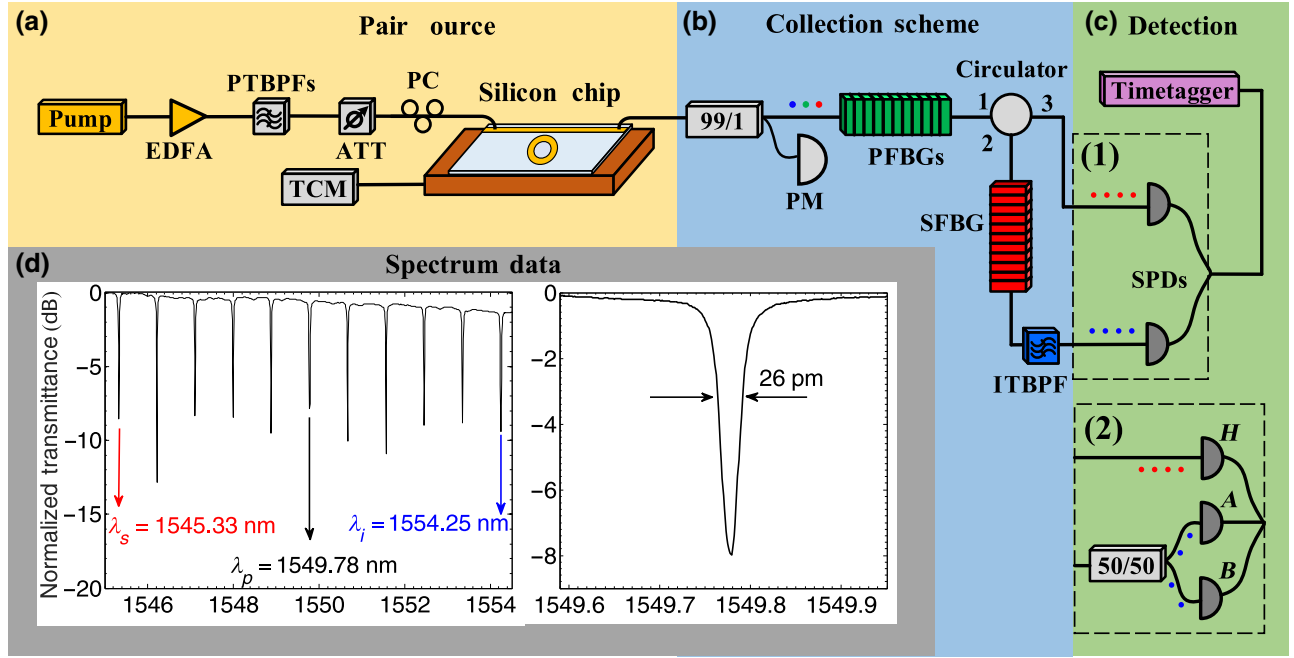 (a)
Pair ource
Pump
EDFA
PTBPFs
ATT
PC
Silicon chip
TCM
(b)
Collection scheme
99/1
PM
PFBGs
Circulator
1
2
3
SFBG
ITBPF
(c)
Detection
Timetagger
(1)
SPDs
(2)
H
A
B
50/50
(d)
Spectrum data
Normalized transmittance (dB)
0
−5
−10
−15
−20
λs = 1545.33 nm
λp = 1549.78 nm
λi = 1554.25 nm
1546 1548 1550 1552 1554
0
−2
−4
−6
−8
26 pm
1549.6 1549.7 1549.8 1549.9